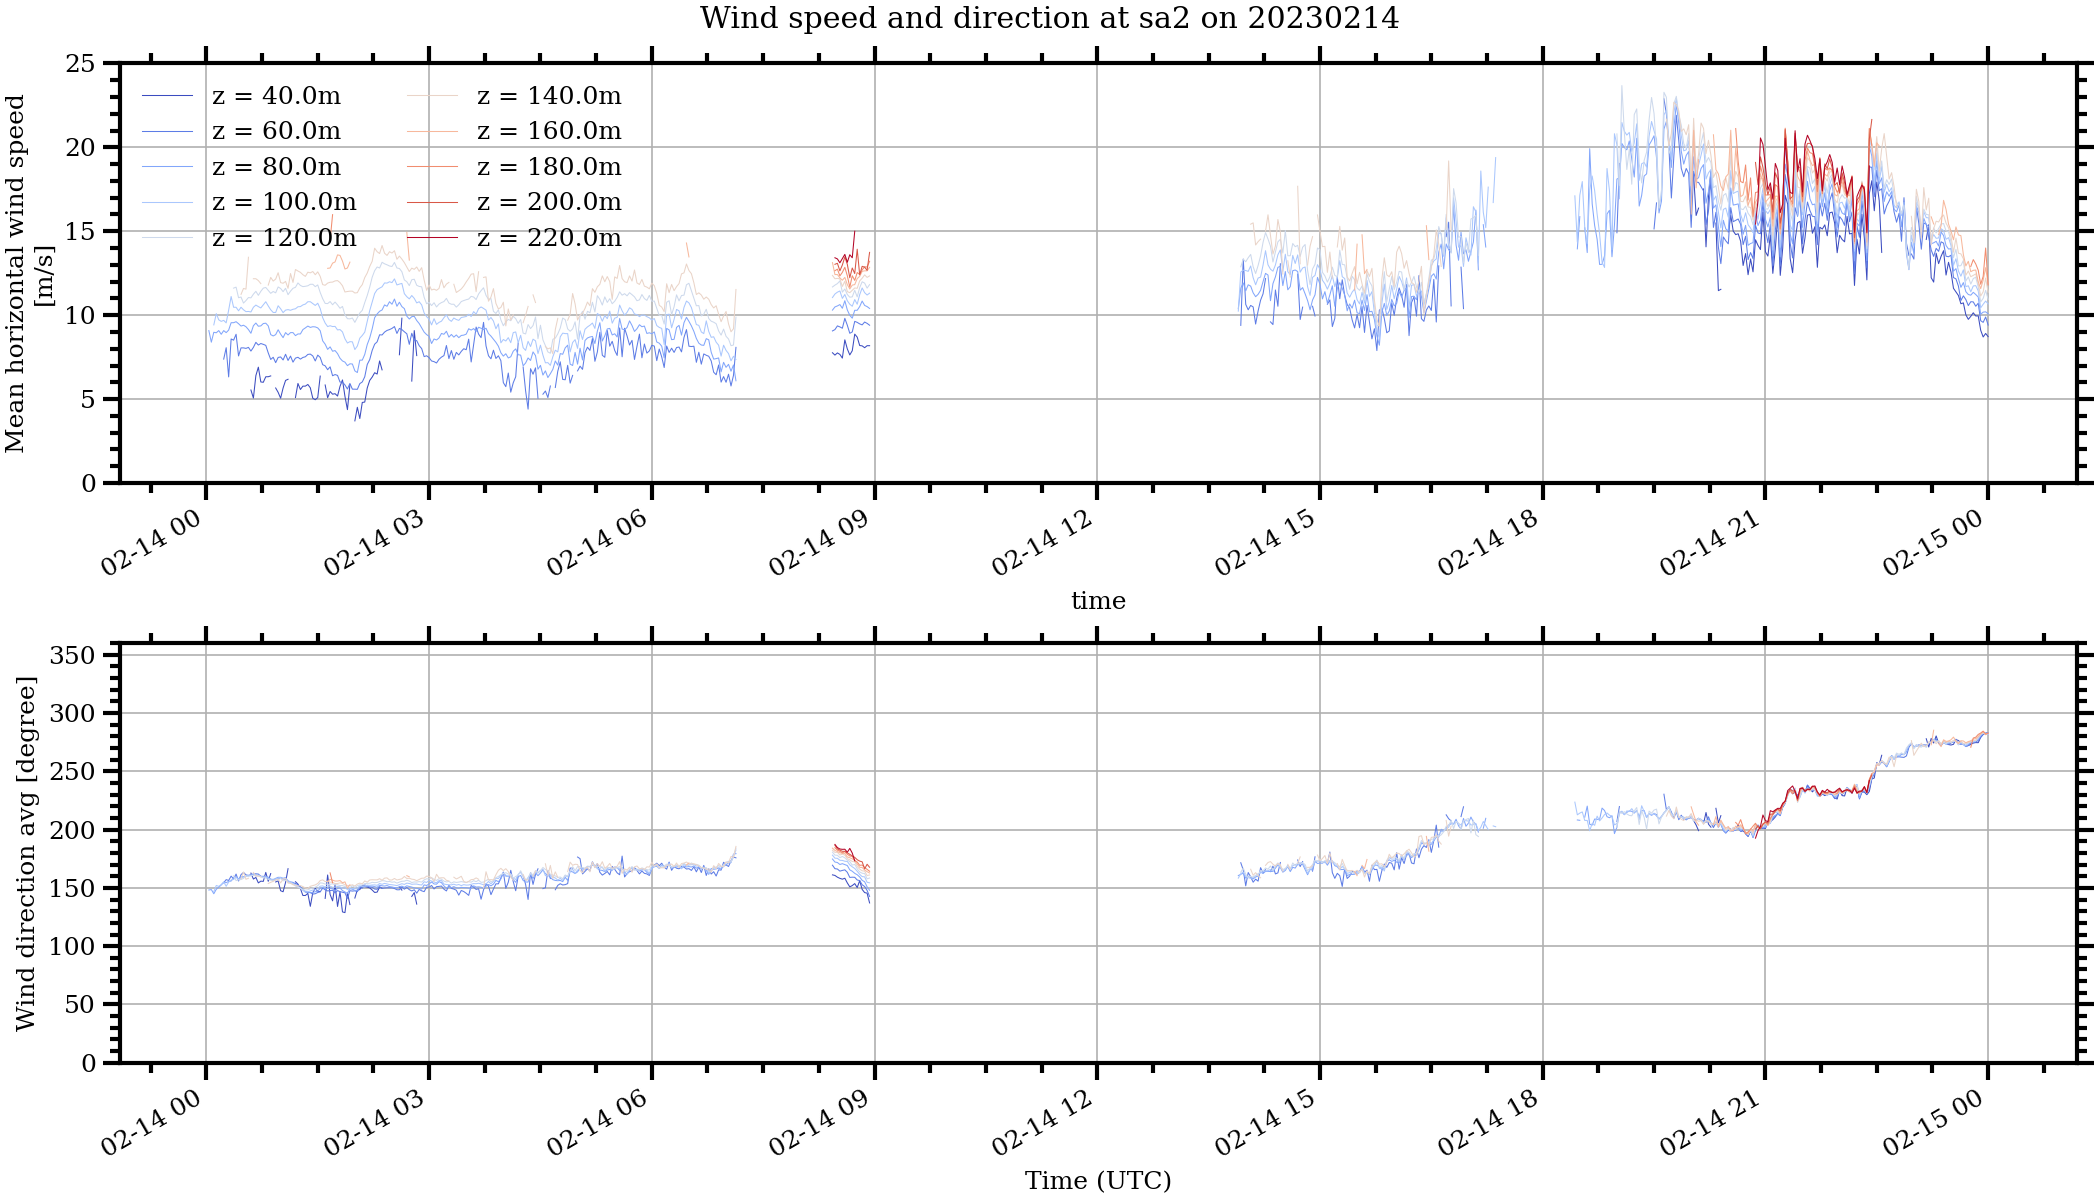 Wind speed and direction at sa2 on 20230214
Mean horizontal wind speed
[m/s]
25
20
15
10
5
0
z = 40.0m
z = 60.0m
z = 80.0m
z = 100.0m
z = 120.0m
z = 140.0m
z = 160.0m
z = 180.0m
z = 200.0m
z = 220.0m
02-14 00
02-14 03
02-14 06
02-14 09
02-14 12
02-14 15
02-14 18
02-14 21
02-15 00
time
Wind direction avg [degree]
350
300
250
200
150
100
50
0
02-14 00
02-14 03
02-14 06
02-14 09
02-14 12
02-14 15
02-14 18
02-14 21
02-15 00
Time (UTC)